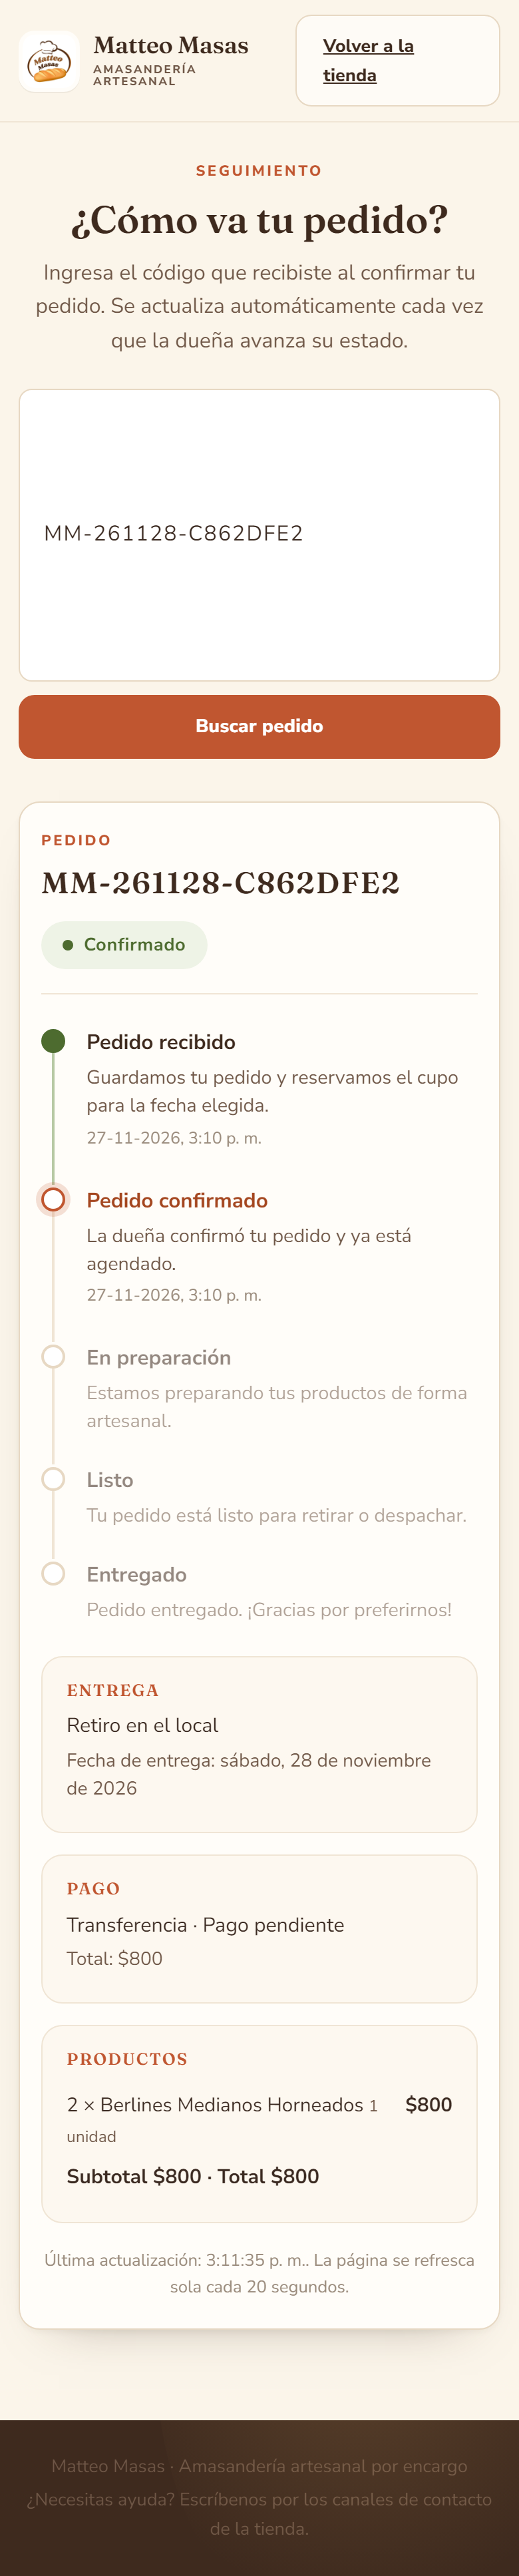 Matteo
Masas
Matteo Masas
AMASANDERÍA
ARTESANAL
Volver a la
tienda
SEGUIMIENTO
¿Cómo va tu pedido?
Ingresa el código que recibiste al confirmar tu
pedido. Se actualiza automáticamente cada vez
que la dueña avanza su estado.
MM-261128-C862DFE2
Buscar pedido
PEDIDO
MM-261128-C862DFE2
Confirmado
Pedido recibido
Guardamos tu pedido y reservamos el cupo
para la fecha elegida.
27-11-2026, 3:10 p. m.
Pedido confirmado
La dueña confirmó tu pedido y ya está
agendado.
27-11-2026, 3:10 p. m.
En preparación
Estamos preparando tus productos de forma
artesanal.
Listo
Tu pedido está listo para retirar o despachar.
Entregado
Pedido entregado. ¡Gracias por preferirnos!
ENTREGA
Retiro en el local
Fecha de entrega: sábado, 28 de noviembre
de 2026
PAGO
Transferencia · Pago pendiente
Total: $800
PRODUCTOS
2 × Berlines Medianos Horneados 1 $800
unidad
Subtotal $800 · Total $800
Última actualización: 3:11:35 p. m.. La página se refresca
sola cada 20 segundos.
Matteo Masas · Amasandería artesanal por encargo
¿Necesitas ayuda? Escríbenos por los canales de contacto
de la tienda.